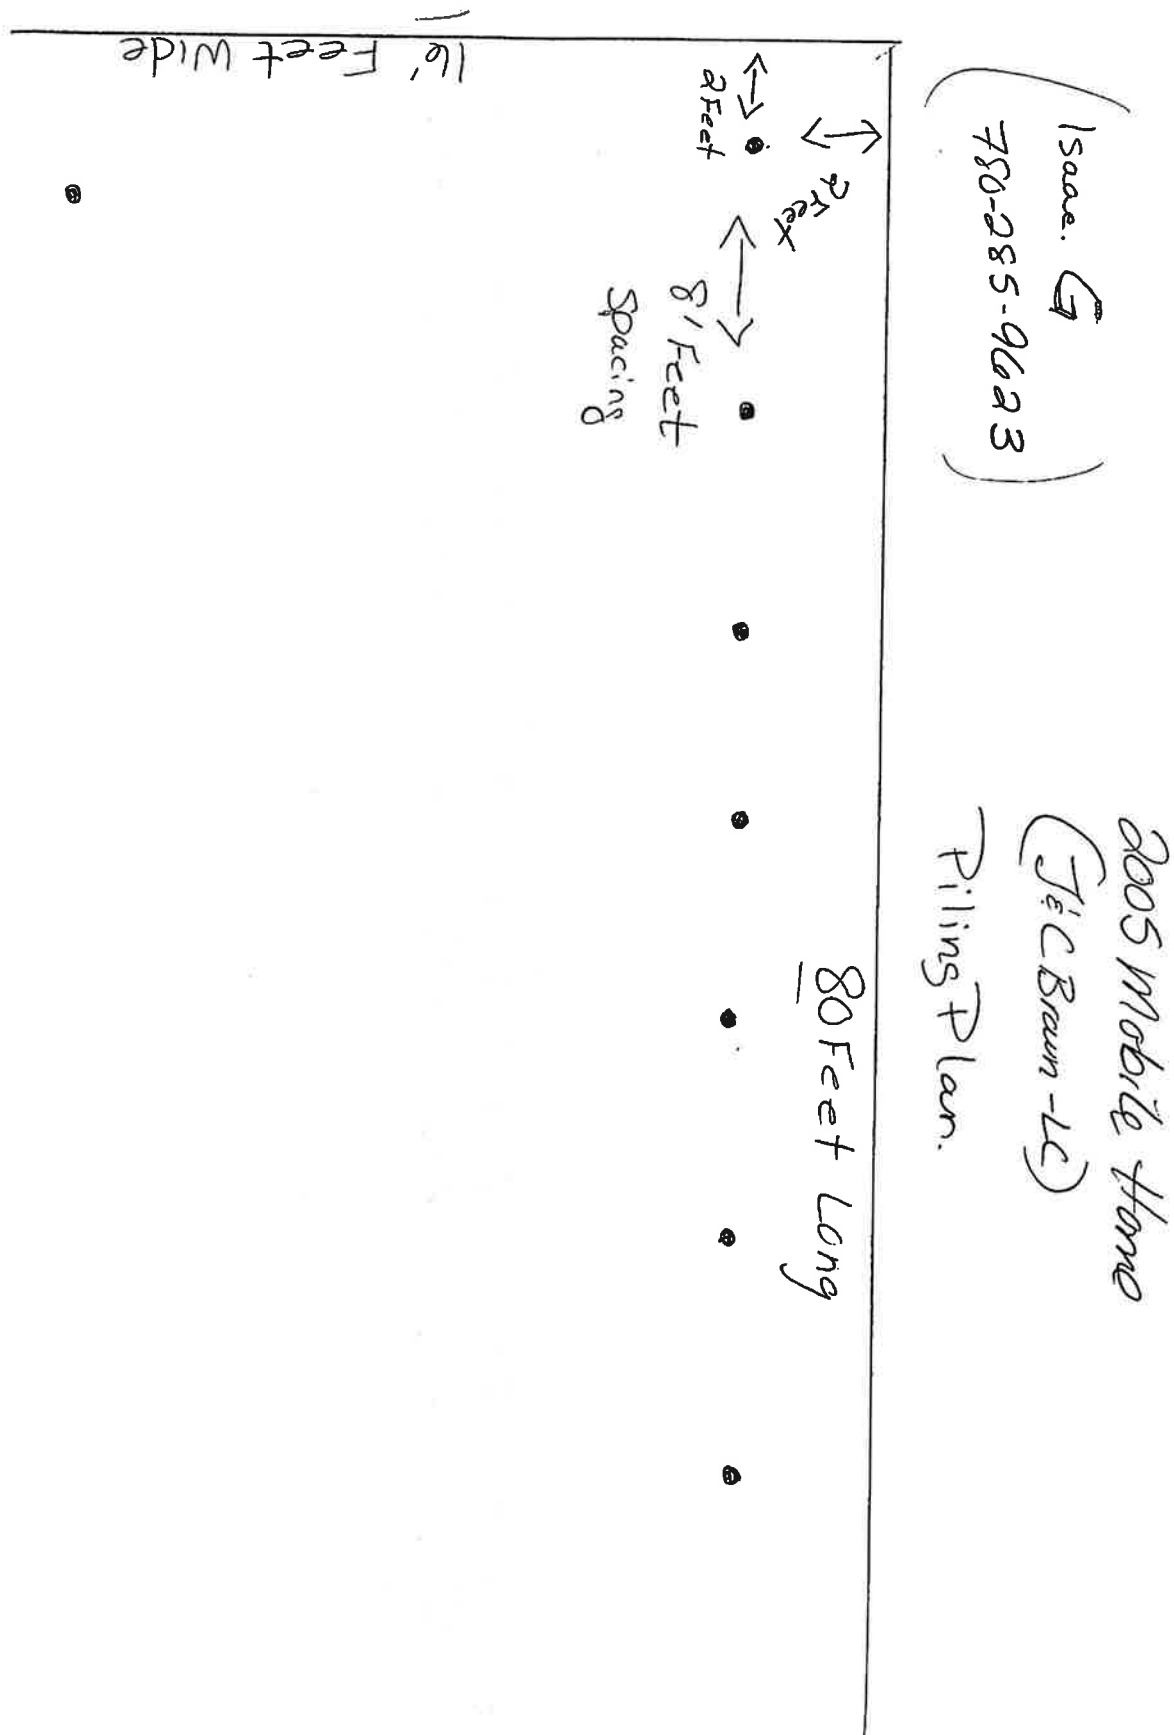 2005 Mobile Home
(J&C Braun-LC)
Piling Plan.
Isaac. G
780-285-9623
16' Feet Wide
2 Feet
2 Feet
8' Feet
Spacing
80 Feet Long